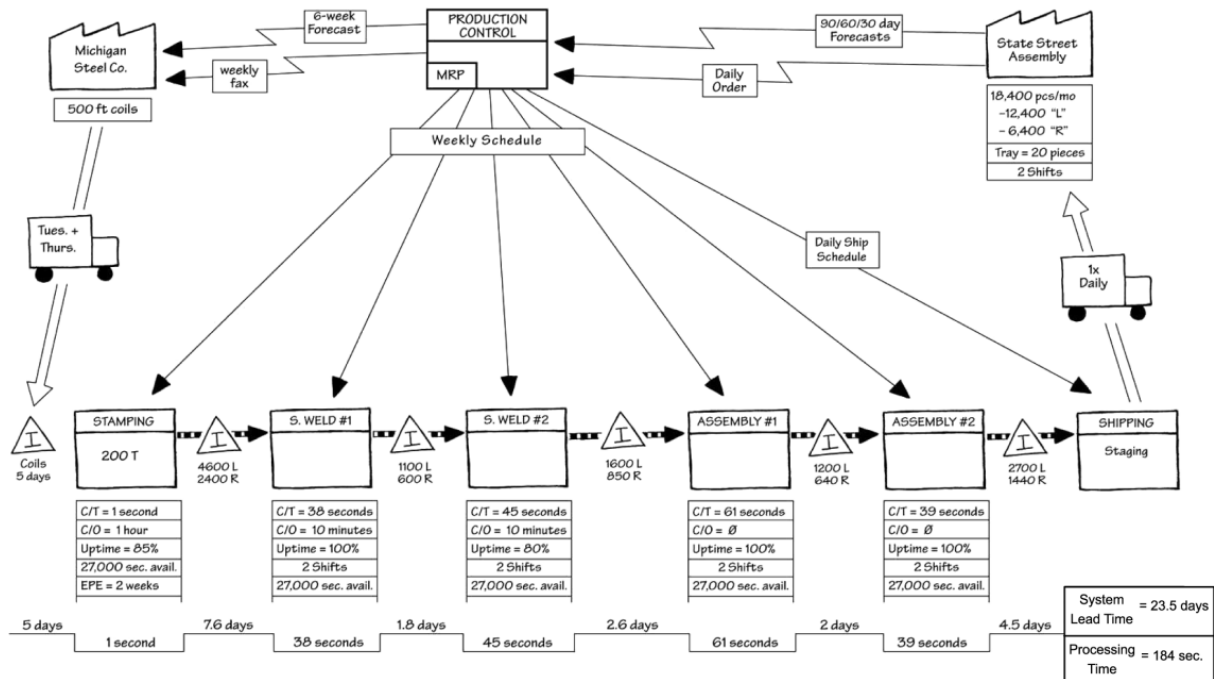 Michigan
Steel Co.
500 ft coils
6-week
Forecast
weekly
fax
PRODUCTION
CONTROL
MRP
90/60/30 day
Forecasts
Daily
Order
State Street
Assembly
18,400 pcs/mo
-12,400 "L"
- 6,400 "R"
Tray = 20 pieces
2 Shifts
Weekly Schedule
Tues. +
Thurs.
Daily Ship
Schedule
1x
Daily
I
Coils
5 days
STAMPING
200 T
I
4600 L
2400 R
S. WELD #1
I
1100 L
600 R
S. WELD #2
I
1600 L
850 R
ASSEMBLY #1
I
1200 L
640 R
ASSEMBLY #2
I
2700 L
1440 R
SHIPPING
Staging
C/T = 1 second
C/O = 1 hour
Uptime = 85%
27,000 sec. avail.
EPE = 2 weeks
C/T = 38 seconds
C/O = 10 minutes
Uptime = 100%
2 Shifts
27,000 sec. avail.
C/T = 45 seconds
C/O = 10 minutes
Uptime = 80%
2 Shifts
27,000 sec. avail.
C/T = 61 seconds
C/O = Ø
Uptime = 100%
2 Shifts
27,000 sec. avail.
C/T = 39 seconds
C/O = Ø
Uptime = 100%
2 Shifts
27,000 sec. avail.
5 days
1 second
7.6 days
38 seconds
1.8 days
45 seconds
2.6 days
61 seconds
2 days
39 seconds
4.5 days
System
Lead Time = 23.5 days
Processing
Time = 184 sec.